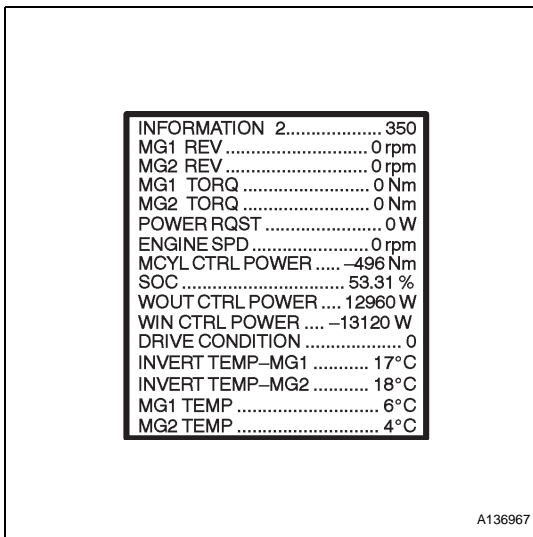 INFORMATION 2................... 350
MG1 REV ............................ 0 rpm
MG2 REV ............................ 0 rpm
MG1 TORQ ......................... 0 Nm
MG2 TORQ ......................... 0 Nm
POWER RQST ....................... 0 W
ENGINE SPD ....................... 0 rpm
MCYL CTRL POWER ..... –496 Nm
SOC ................................ 53.31 %
WOUT CTRL POWER .... 12960 W
WIN CTRL POWER .... –13120 W
DRIVE CONDITION ................... 0
INVERT TEMP–MG1 ........... 17°C
INVERT TEMP–MG2 ........... 18°C
MG1 TEMP ............................ 6°C
MG2 TEMP ............................ 4°C
A136967